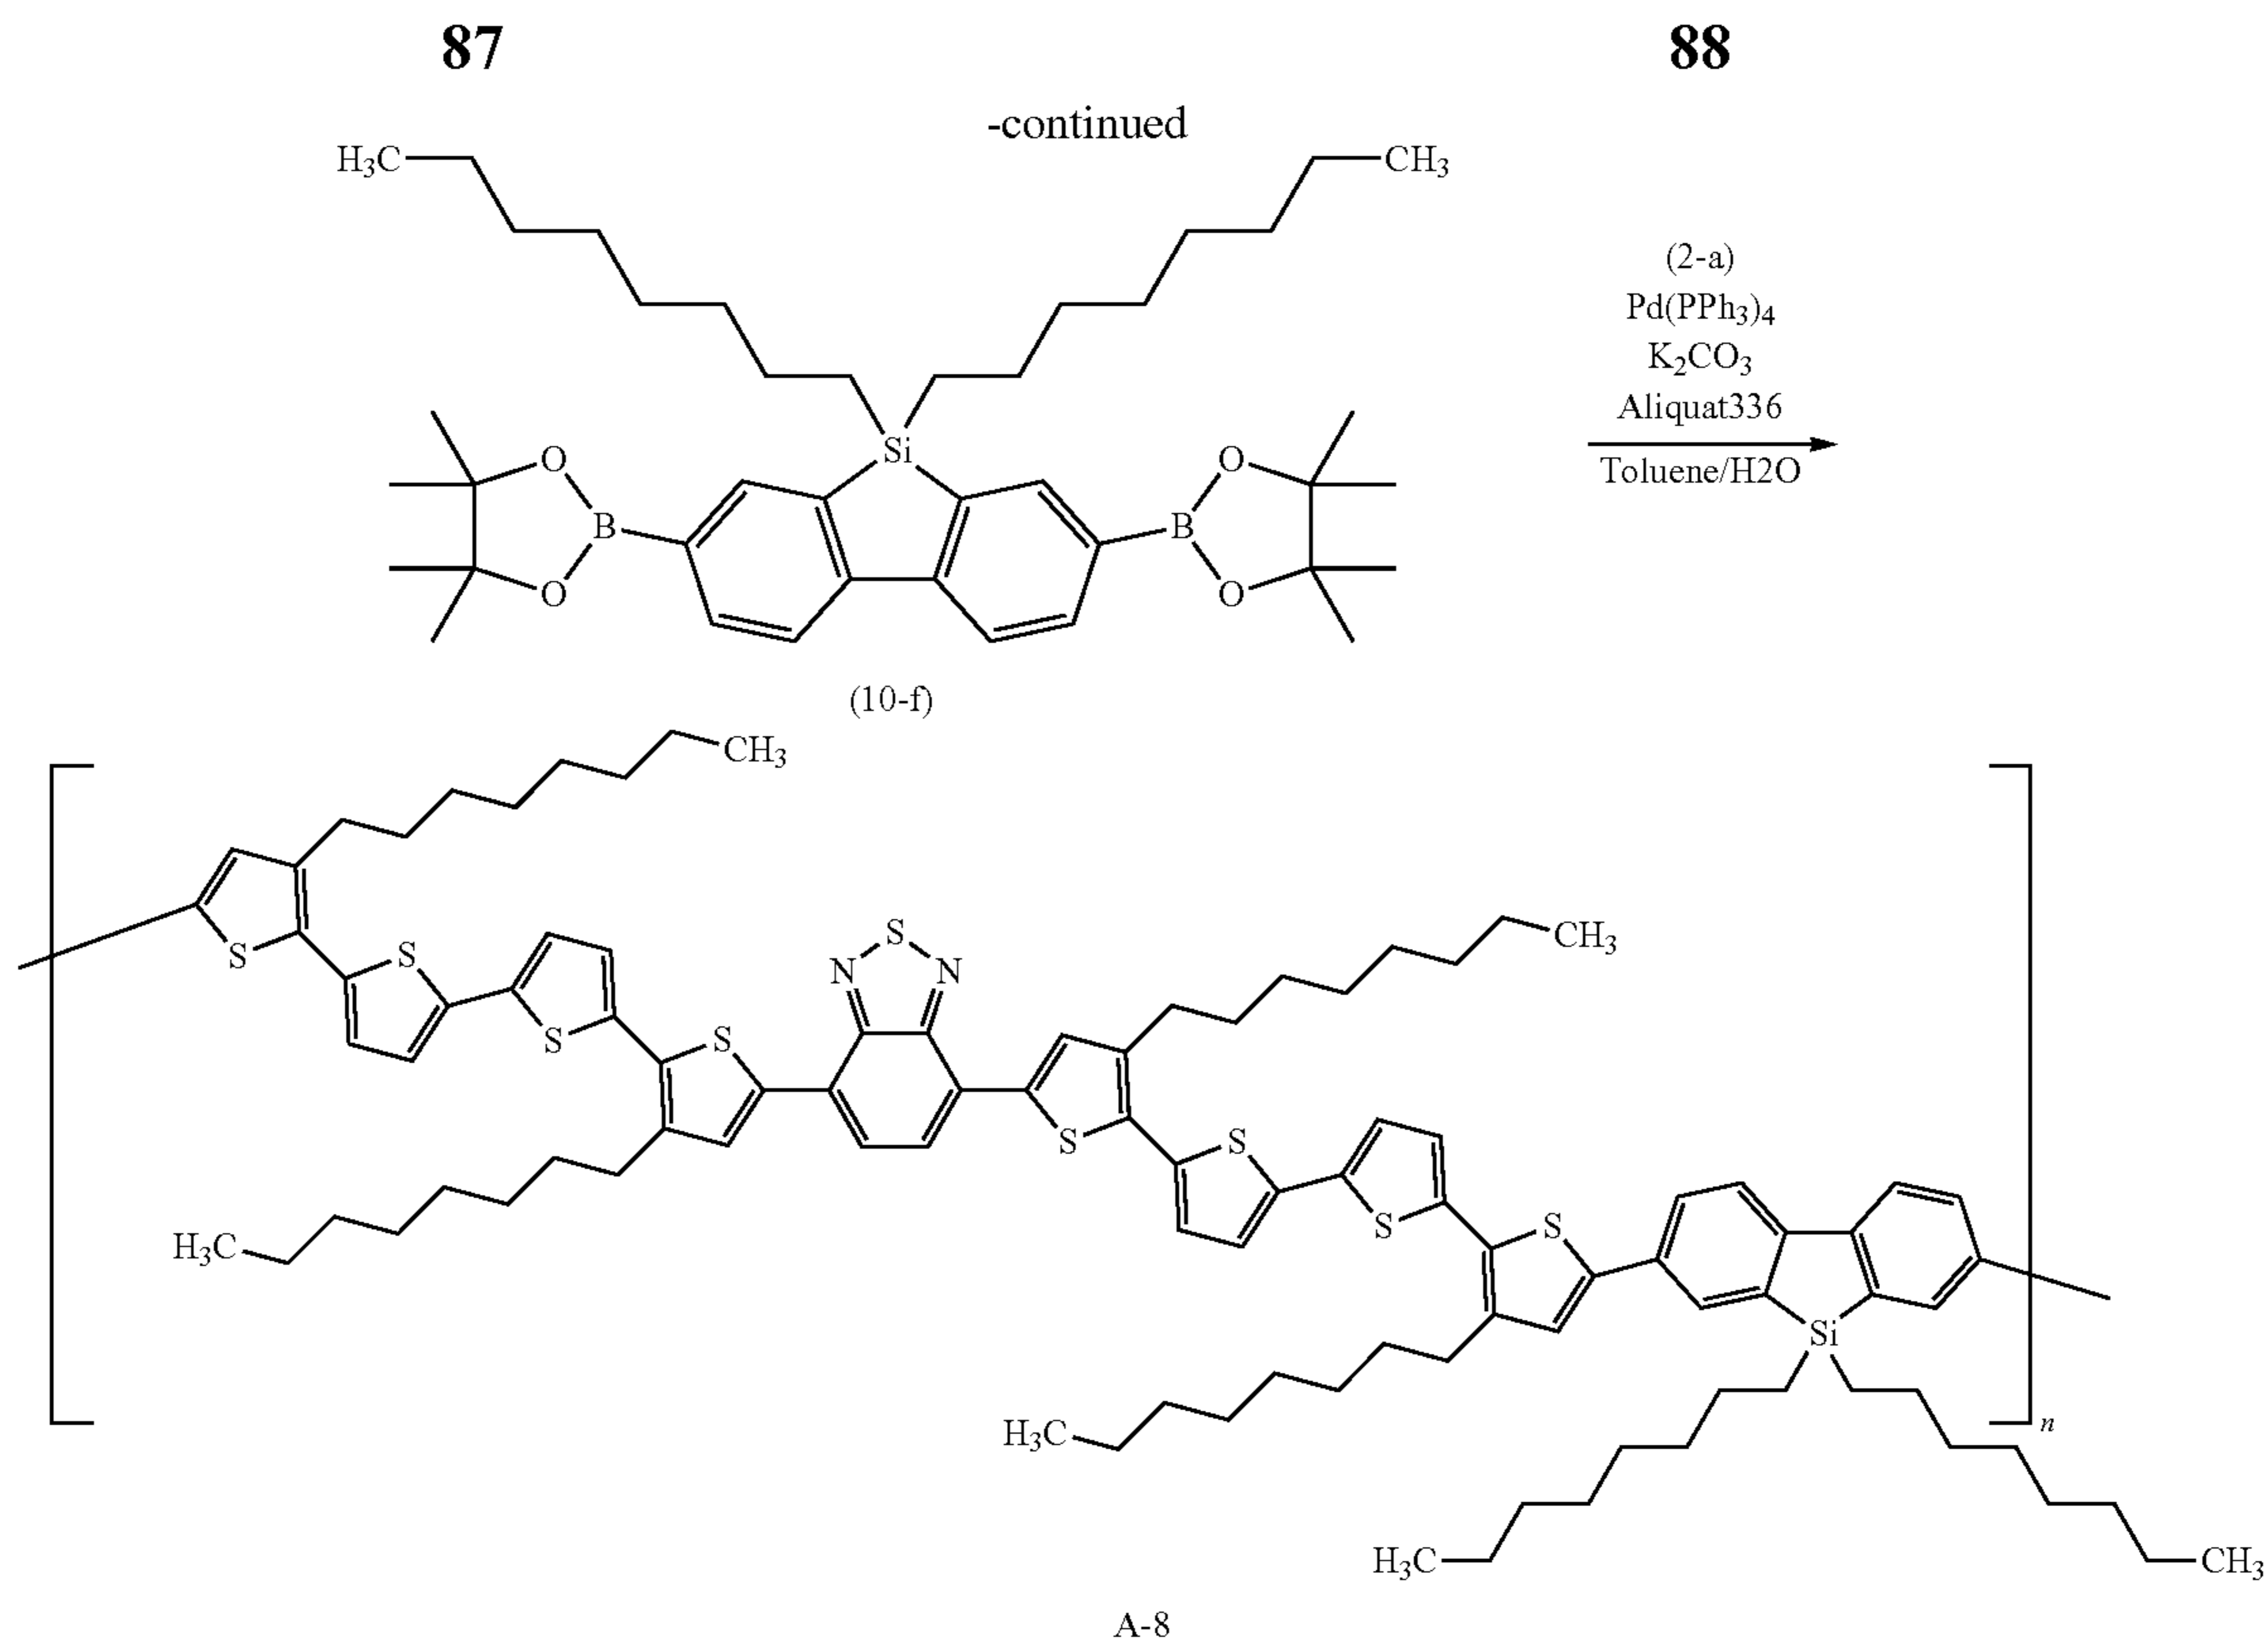 87
88
-continued
H₃C
CH₃
(2-a)
Pd(PPh₃)₄
K₂CO₃
Aliquat336
Toluene/H2O
Si
O
O
B
B
O
O
(10-f)
CH₃
S
S
S
N
N
CH₃
S
S
S
S
S
S
H₃C
Si
H₃C
n
H₃C
CH₃
A-8